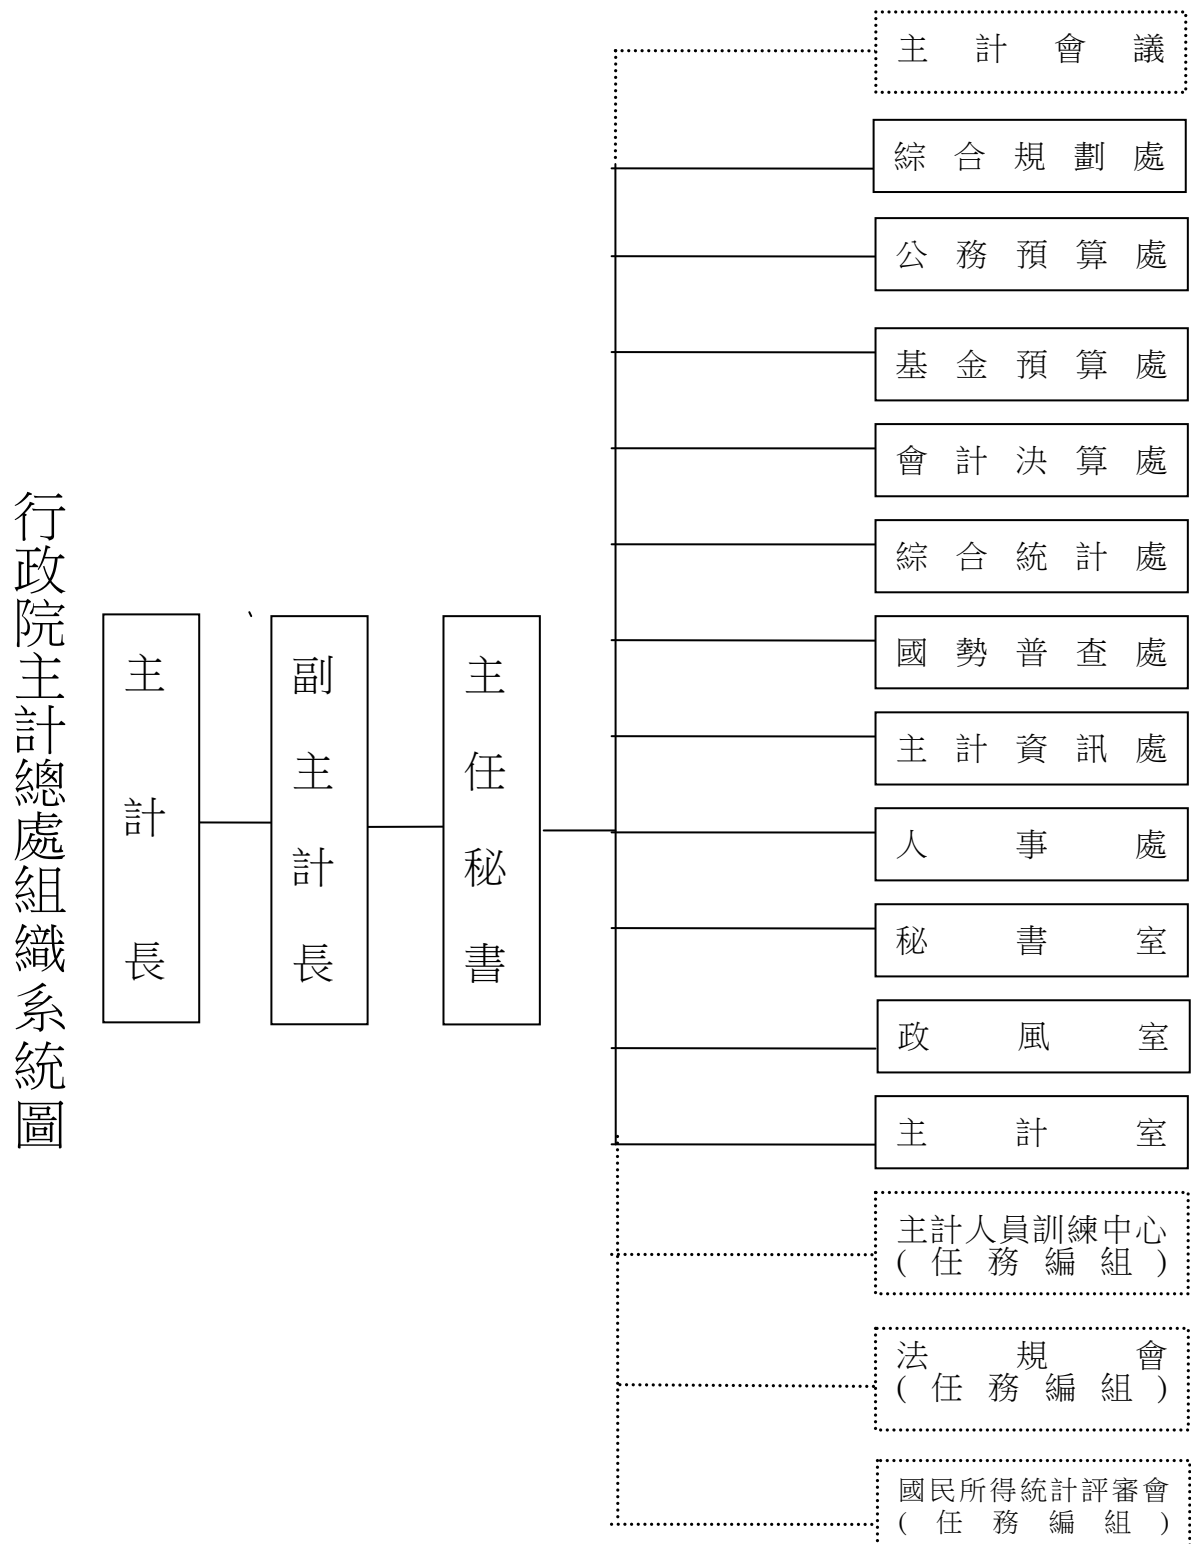 行政院主計總處組織系統圖
主計長
、
副主計長
主任秘書
主計會議
綜合規劃處
公務預算處
基金預算處
會計決算處
綜合統計處
國勢普查處
主計資訊處
人事處
秘書室
政風室
主計室
主計人員訓練中心
(任務編組)
法規會
(任務編組)
國民所得統計評審會
(任務編組)